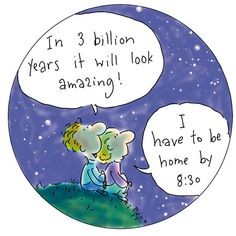 In 3 billion
years it will look
amazing!
I
have to be
home by
8:30